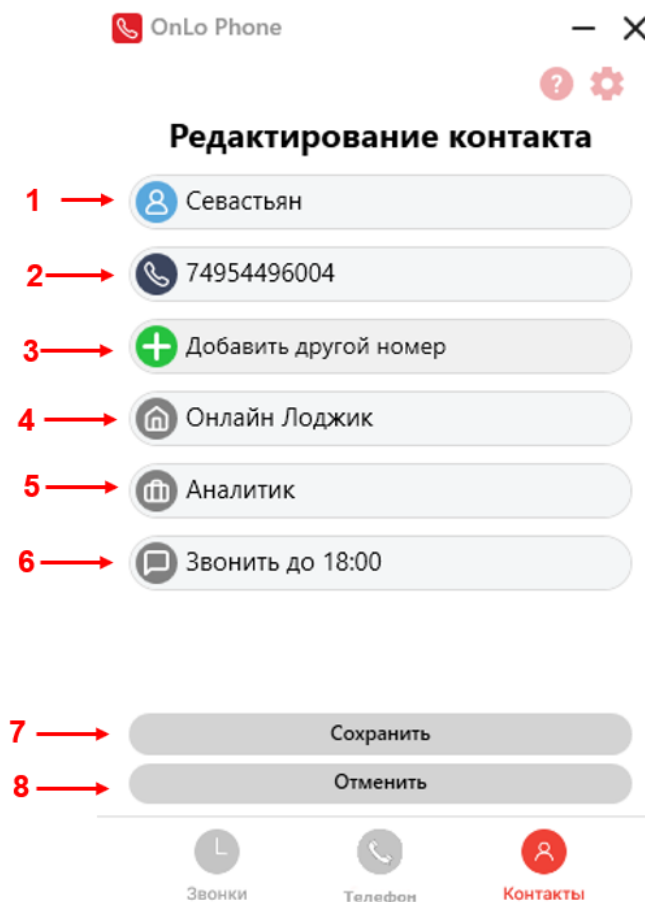 OnLo Phone
?
Редактирование контакта
1 Севастьян
2 74954496004
3 Добавить другой номер
4 Онлайн Лоджик
5 Аналитик
6 Звонить до 18:00
7 Сохранить
8 Отменить
Звонки Телефон Контакты